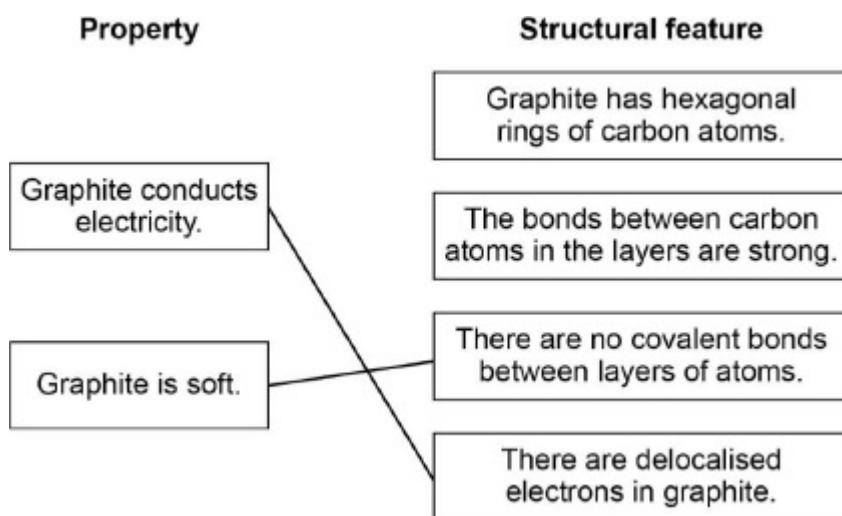 Property
Structural feature
Graphite has hexagonal
rings of carbon atoms.
Graphite conducts
electricity.
The bonds between carbon
atoms in the layers are strong.
Graphite is soft.
There are no covalent bonds
between layers of atoms.
There are delocalised
electrons in graphite.